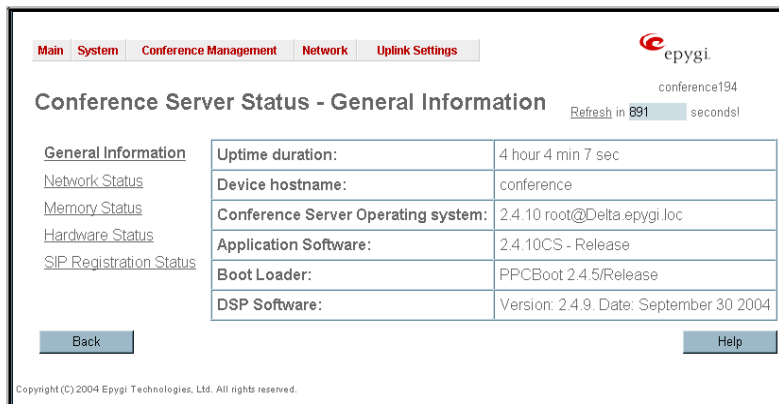 Main System Conference Management Network Uplink Settings
epygi
conference194
Conference Server Status - General Information
Refresh in 891 seconds!
General Information
Network Status
Memory Status
Hardware Status
SIP Registration Status
Uptime duration: 4 hour 4 min 7 sec
Device hostname: conference
Conference Server Operating system: 2.4.10 root@Delta.epygi.loc
Application Software: 2.4.10CS - Release
Boot Loader: PPCBoot 2.4.5/Release
DSP Software: Version: 2.4.9. Date: September 30 2004
Back
Help
Copyright (C) 2004 Epygi Technologies, Ltd. All rights reserved.